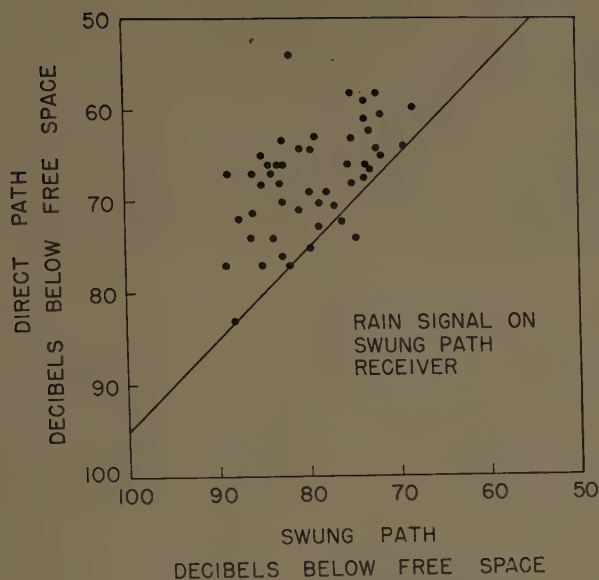 DIRECT PATH
DECIBELS BELOW FREE SPACE
50
60
70
80
90
100
RAIN SIGNAL ON
SWUNG PATH
RECEIVER
100 90 80 70 60 50
SWUNG PATH
DECIBELS BELOW FREE SPACE